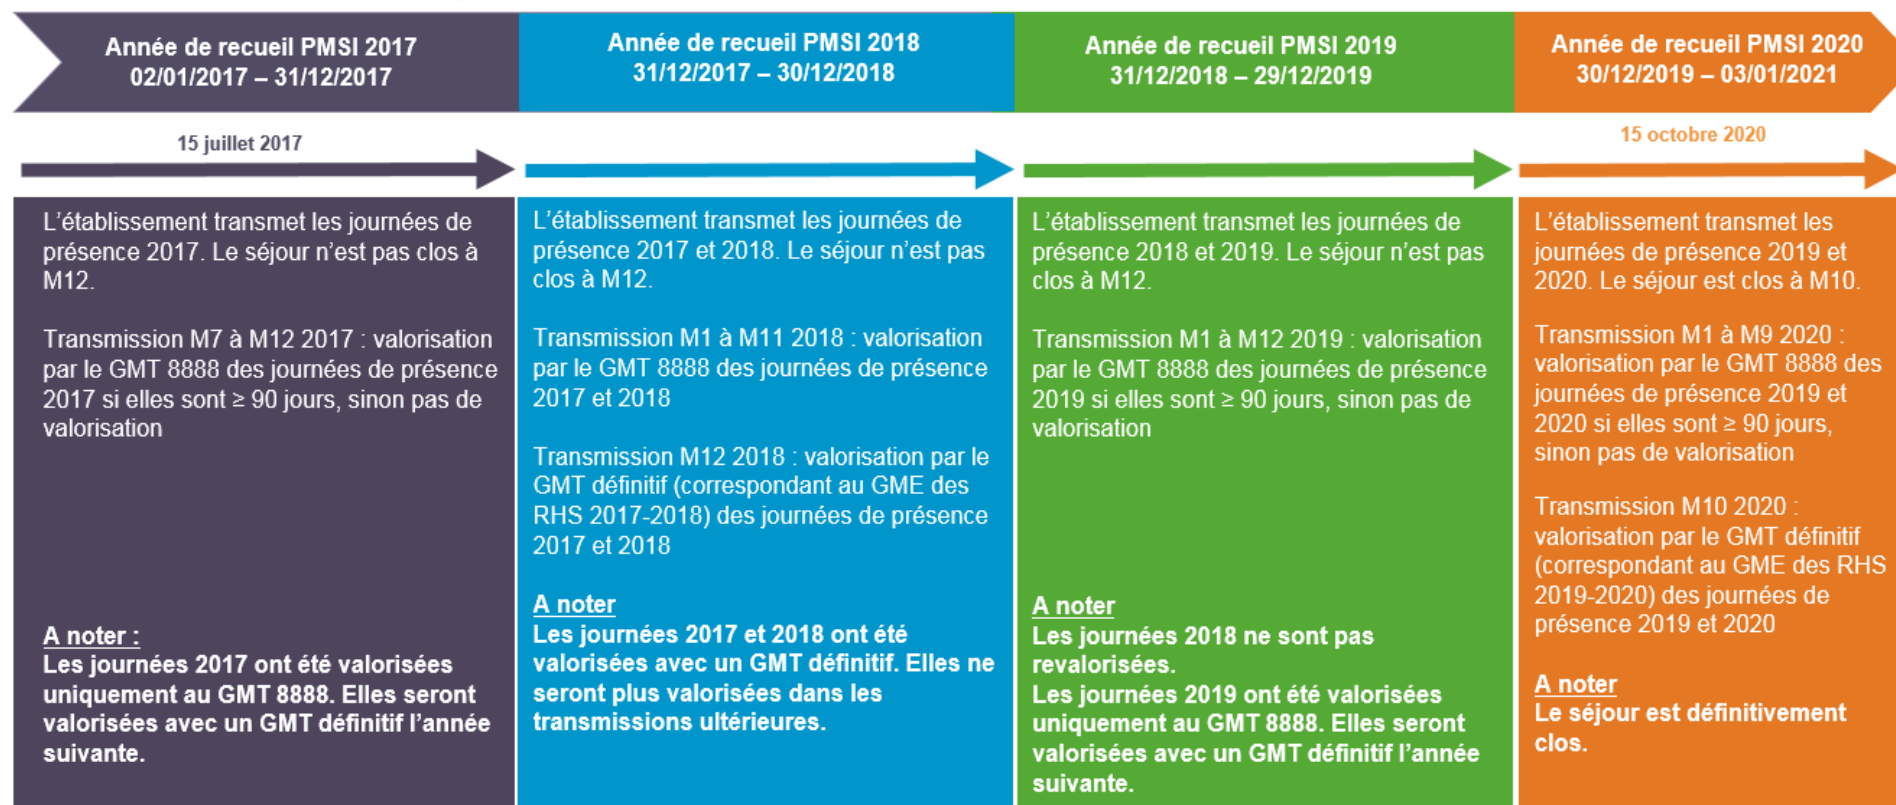 Année de recueil PMSI 2017
02/01/2017 – 31/12/2017
Année de recueil PMSI 2018
31/12/2017 – 30/12/2018
Année de recueil PMSI 2019
31/12/2018 – 29/12/2019
Année de recueil PMSI 2020
30/12/2019 – 03/01/2021
15 juillet 2017
15 octobre 2020
L’établissement transmet les journées de
présence 2017. Le séjour n’est pas clos à
M12.
Transmission M7 à M12 2017 : valorisation
par le GMT 8888 des journées de présence
2017 si elles sont ≥ 90 jours, sinon pas de
valorisation
A noter :
Les journées 2017 ont été valorisées
uniquement au GMT 8888. Elles seront
valorisées avec un GMT définitif l’année
suivante.
L’établissement transmet les journées de
présence 2017 et 2018. Le séjour n’est pas
clos à M12.
Transmission M1 à M11 2018 : valorisation
par le GMT 8888 des journées de présence
2017 et 2018
Transmission M12 2018 : valorisation par le
GMT définitif (correspondant au GME des
RHS 2017-2018) des journées de présence
2017 et 2018
A noter
Les journées 2017 et 2018 ont été
valorisées avec un GMT définitif. Elles ne
seront plus valorisées dans les
transmissions ultérieures.
L’établissement transmet les journées de
présence 2018 et 2019. Le séjour n’est pas
clos à M12.
Transmission M1 à M12 2019 : valorisation
par le GMT 8888 des journées de présence
2019 si elles sont ≥ 90 jours, sinon pas de
valorisation
A noter
Les journées 2018 ne sont pas
revalorisées.
Les journées 2019 ont été valorisées
uniquement au GMT 8888. Elles seront
valorisées avec un GMT définitif l’année
suivante.
L’établissement transmet les
journées de présence 2019 et
2020. Le séjour est clos à M10.
Transmission M1 à M9 2020 :
valorisation par le GMT 8888 des
journées de présence 2019 et
2020 si elles sont ≥ 90 jours,
sinon pas de valorisation
Transmission M10 2020 :
valorisation par le GMT définitif
(correspondant au GME des RHS
2019-2020) des journées de
présence 2019 et 2020
A noter
Le séjour est définitivement
clos.